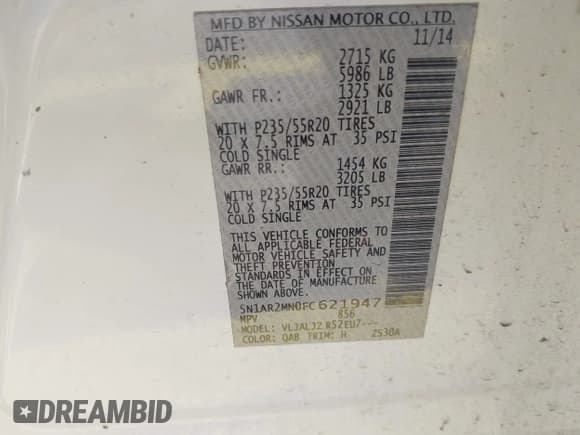 MFD BY NISSAN MOTOR CO., LTD.
DATE: 11/14
GVWR: 2715 KG
5986 LB
GAWR FR.: 1325 KG
2921 LB
WITH P235/55R20 TIRES
20 X 7.5 RIMS AT 35 PSI
COLD SINGLE
GAWR RR.: 1454 KG
3205 LB
WITH P235/55R20 TIRES
20 X 7.5 RIMS AT 35 PSI
COLD SINGLE
THIS VEHICLE CONFORMS TO
ALL APPLICABLE FEDERAL
MOTOR VEHICLE SAFETY AND
THEFT PREVENTION
STANDARDS IN EFFECT ON
THE DATE OF MANUFACTURE
SHOWN ABOVE.
5N1AR2MN0FC621947
MPV 856
MODEL: VLJALJZ R52EU7---
COLOR: QAB TRIM: H ZS30A
DREAMBID